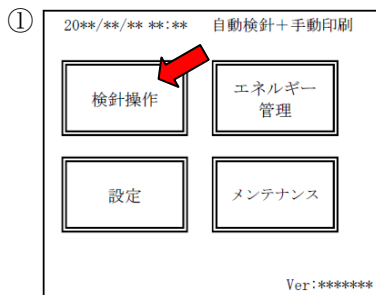 ①
20**/**/** **:** 自動検針+手動印刷
検針操作
エネルギー
管理
設定
メンテナンス
Ver:*******